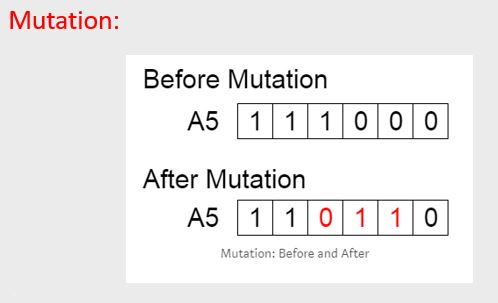 Mutation:
Before Mutation
A5 1 1 1 0 0 0
After Mutation
A5 1 1 0 1 1 0
Mutation: Before and After